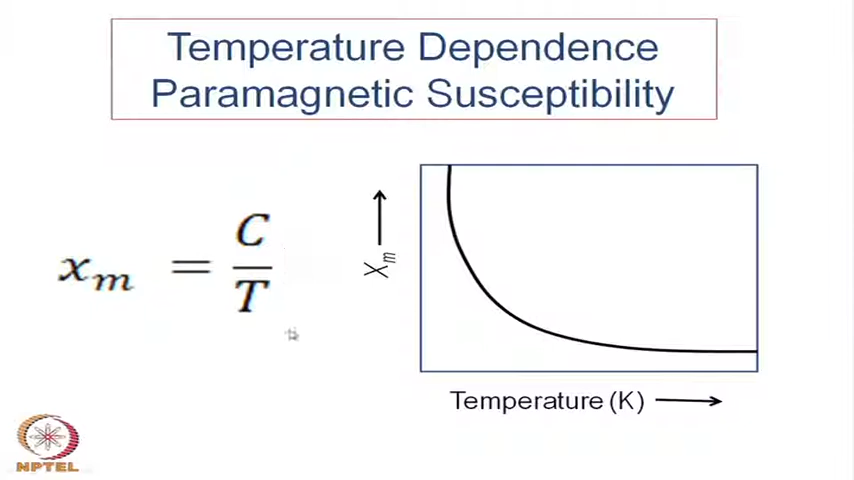 Temperature Dependence
Paramagnetic Susceptibility
x_m = C/T
X_m
Temperature (K)
NPTEL